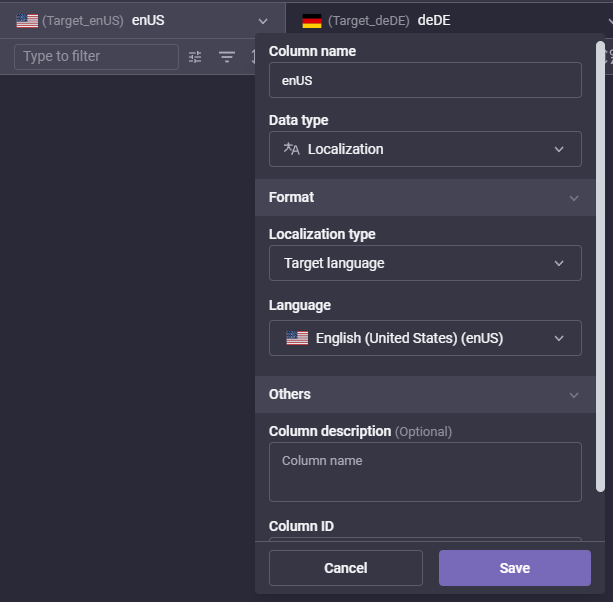 (Target_enUS) enUS
(Target_deDE) deDE
Type to filter
Column name
enUS
Data type
Localization
Format
Localization type
Target language
Language
English (United States) (enUS)
Others
Column description (Optional)
Column name
Column ID
Cancel
Save